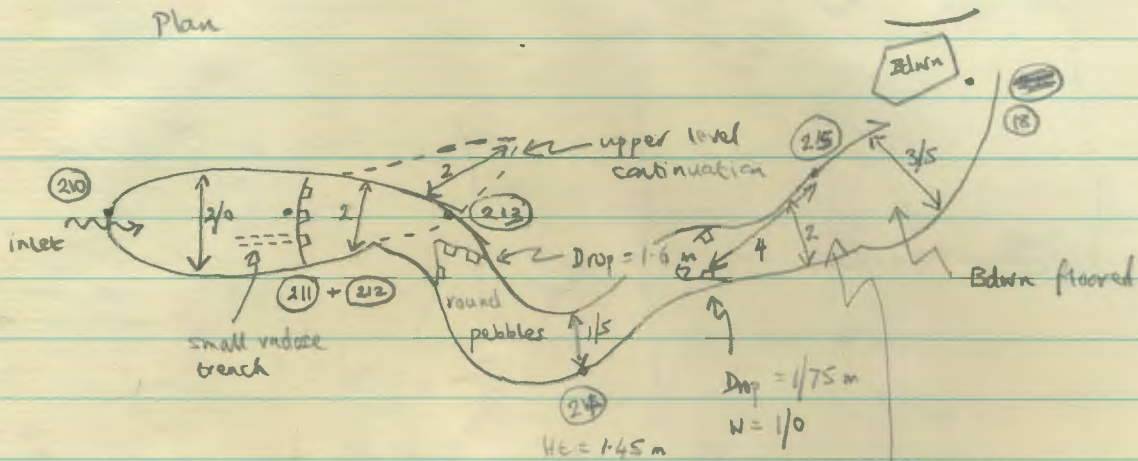 Plan
Bdwn
18
215
upper level
continuation
2
3/5
210
2/0
2
213
inlet
Drop = 1·6 m
4
2
Bdwn floored
211 + 212
round
pebbles
1/5
small vadose
trench
Drop = 1/75 m
W = 1/0
214
Ht = 1·45 m